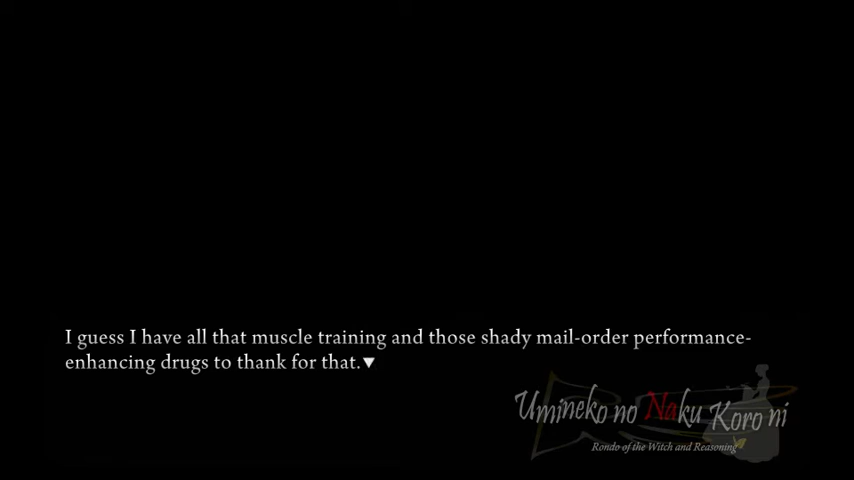 I guess I have all that muscle training and those shady mail-order performance-
enhancing drugs to thank for that.▼
Umineko no Naku Koro ni
Rondo of the Witch and Reasoning